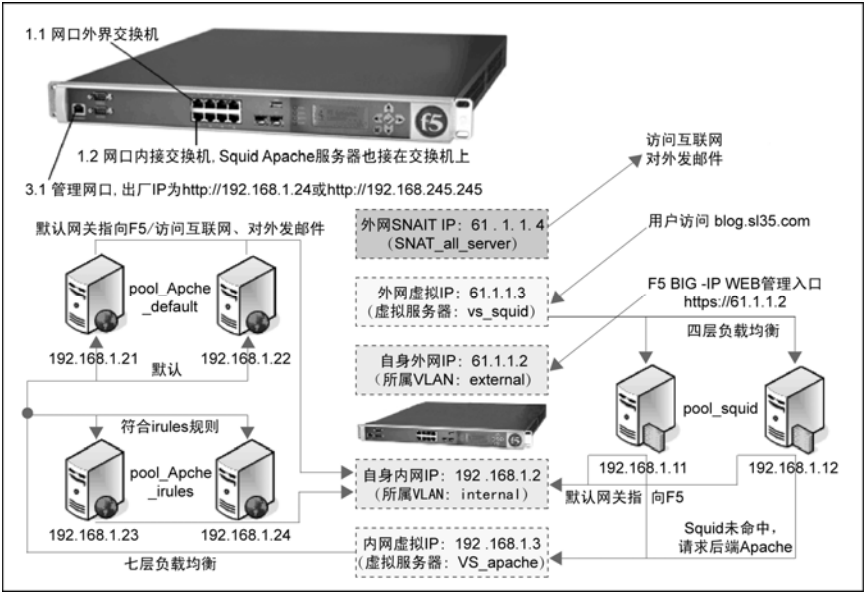 1.1 网口外界交换机
f5
1.2 网口内接交换机, Squid Apache服务器也接在交换机上
3.1 管理网口, 出厂IP为http://192.168.1.24或http://192.168.245.245
访问互联网
对外发邮件
默认网关指向F5/访问互联网、对外发邮件
外网SNAIT IP: 61 . 1. 1. 4
(SNAT_all_server)
用户访问 blog.sl35.com
pool_Apche
_default
外网虚拟IP: 61.1.1.3
(虚拟服务器: vs_squid)
F5 BIG -IP WEB管理入口
https://61.1.1.2
四层负载均衡
192.168.1.21
192.168.1.22
默认
自身外网IP: 61.1.1.2
(所属VLAN: external)
pool_squid
符合irules规则
f5
pool_Apche
_irules
自身内网IP: 192 .168.1.2
(所属VLAN: internal)
192.168.1.11
192.168.1.12
默认网关指 向F5
192.168.1.23
192.168.1.24
Squid未命中,
请求后端Apache
内网虚拟IP: 192 .168.1.3
(虚拟服务器: VS_apache)
七层负载均衡